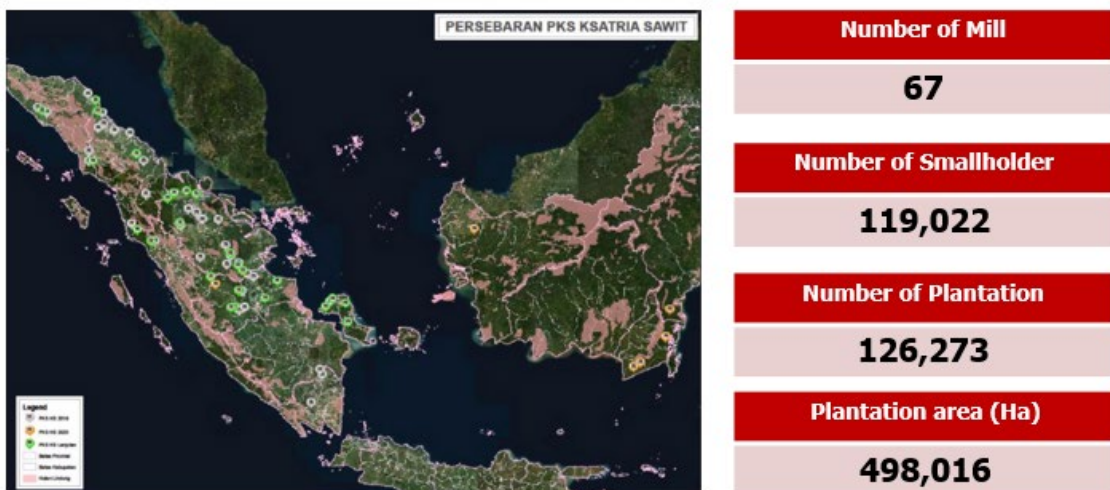 PERSEBARAN PKS KSATRIA SAWIT
Legend
Number of Mill
67
Number of Smallholder
119,022
Number of Plantation
126,273
Plantation area (Ha)
498,016